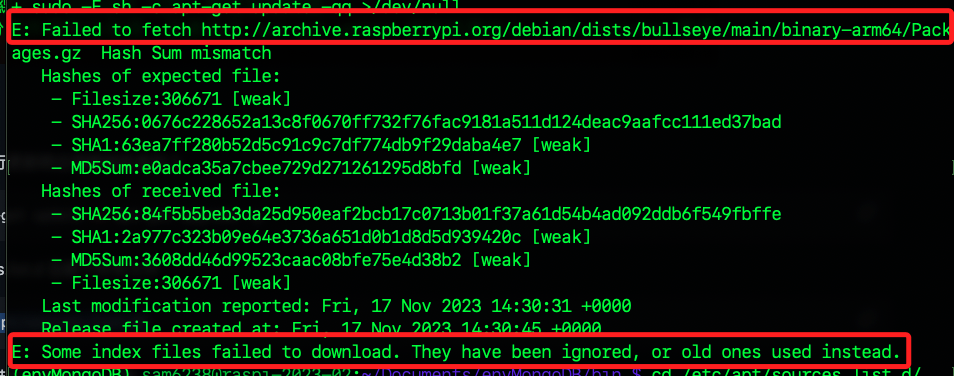 + sudo -E sh -c apt-get update -qq >/dev/null
E: Failed to fetch http://archive.raspberrypi.org/debian/dists/bullseye/main/binary-arm64/Pack
ages.gz  Hash Sum mismatch
   Hashes of expected file:
    - Filesize:306671 [weak]
    - SHA256:0676c228652a13c8f0670ff732f76fac9181a511d124deac9aafcc111ed37bad
    - SHA1:63ea7ff280b52d5c91c9c7df774db9f29daba4e7 [weak]
    - MD5Sum:e0adca35a7cbee729d271261295d8bfd [weak]
   Hashes of received file:
    - SHA256:84f5b5beb3da25d950eaf2bcb17c0713b01f37a61d54b4ad092ddb6f549fbffe
    - SHA1:2a977c323b09e64e3736a651d0b1d8d5d939420c [weak]
    - MD5Sum:3608dd46d99523caac08bfe75e4d38b2 [weak]
    - Filesize:306671 [weak]
   Last modification reported: Fri, 17 Nov 2023 14:30:31 +0000
   Release file created at: Fri, 17 Nov 2023 14:30:45 +0000
E: Some index files failed to download. They have been ignored, or old ones used instead.
(envMongoDB) sam6238@raspi-2023-02:~/Documents/envMongoDB/bin $ cd /etc/apt/sources.list.d/